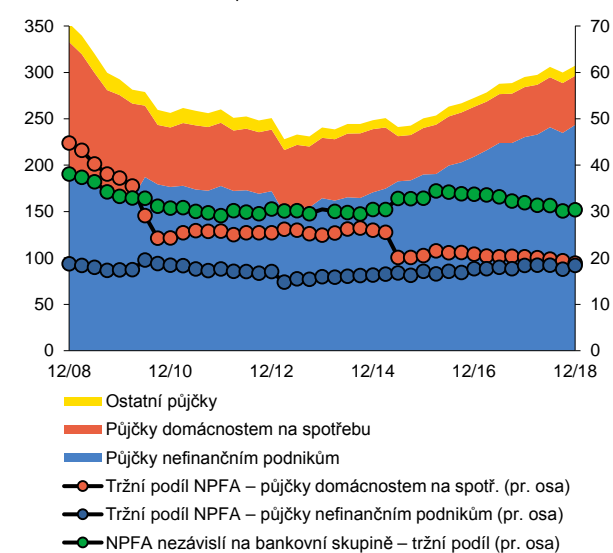 350 70
300 60
250 50
200 40
150 30
100 20
50 10
0 0
12/08 12/10 12/12 12/14 12/16 12/18
Ostatní půjčky
Půjčky domácnostem na spotřebu
Půjčky nefinančním podnikům
Tržní podíl NPFA – půjčky domácnostem na spotř. (pr. osa)
Tržní podíl NPFA – půjčky nefinančním podnikům (pr. osa)
NPFA nezávislí na bankovní skupině – tržní podíl (pr. osa)